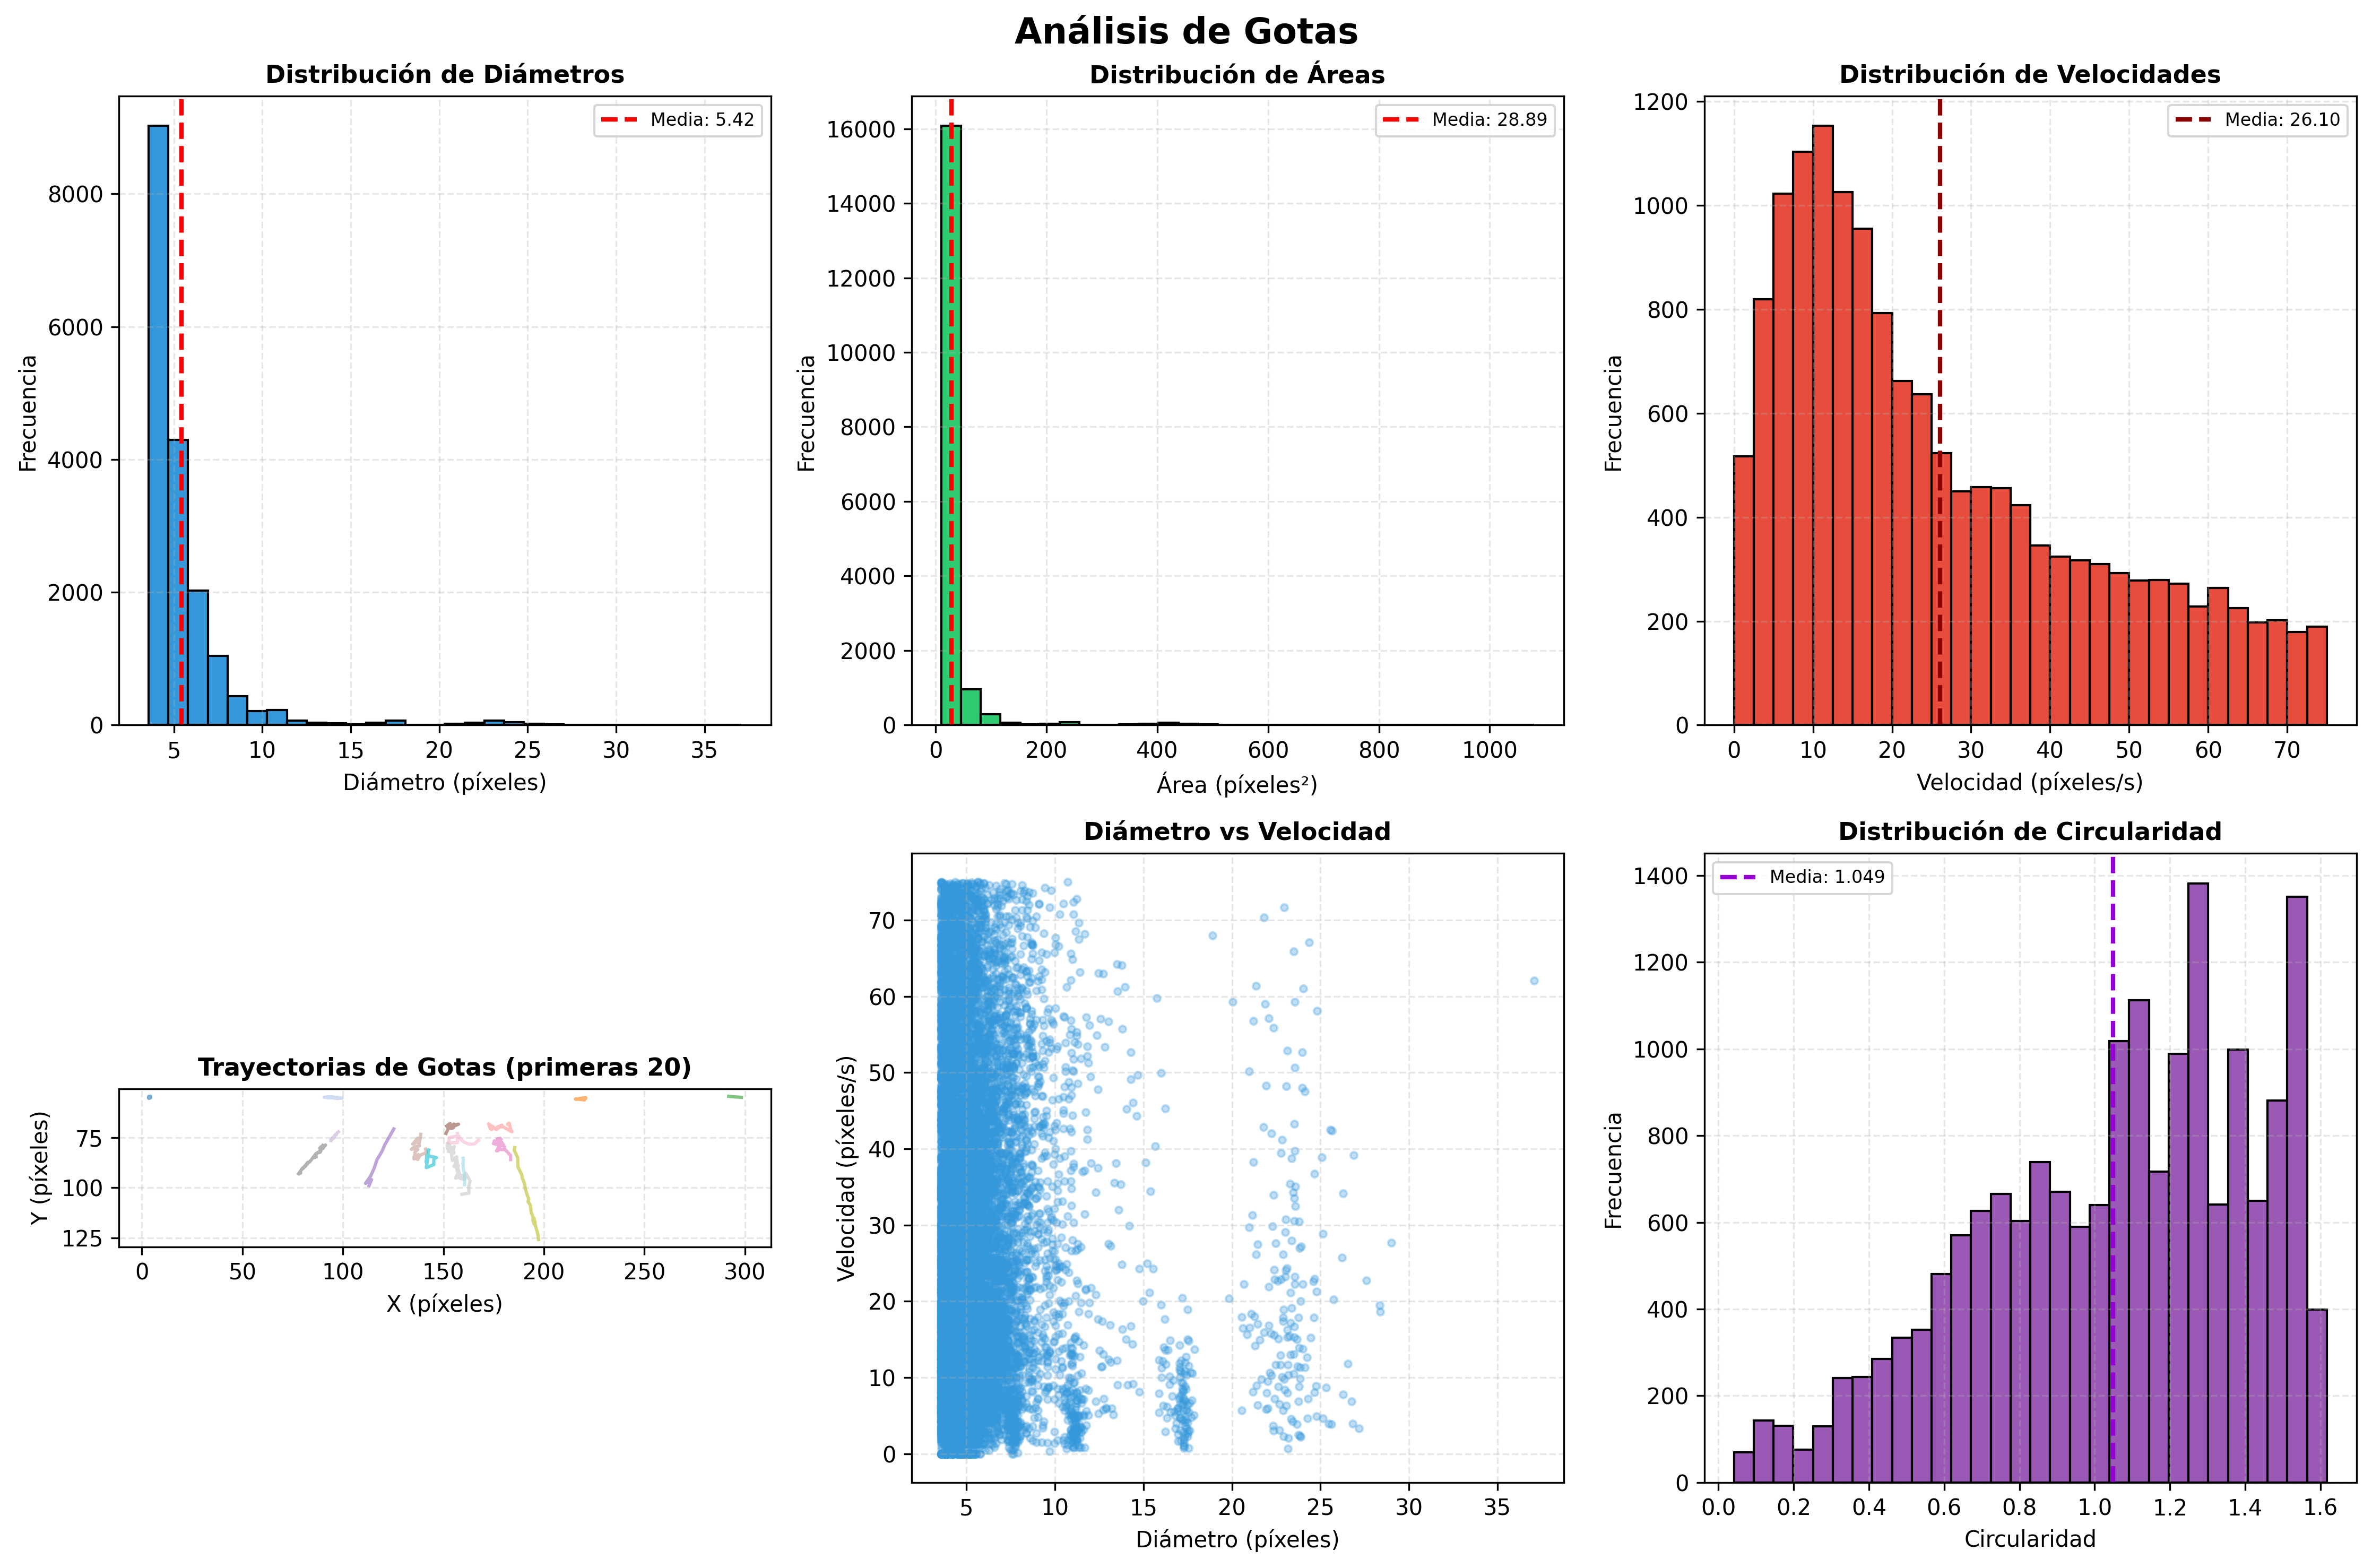 Análisis de Gotas
Distribución de Diámetros
Media: 5.42
Frecuencia
8000
6000
4000
2000
0
5 10 15 20 25 30 35
Diámetro (píxeles)
Distribución de Áreas
Media: 28.89
Frecuencia
16000
14000
12000
10000
8000
6000
4000
2000
0
0 200 400 600 800 1000
Área (píxeles²)
Distribución de Velocidades
Media: 26.10
Frecuencia
1200
1000
800
600
400
200
0
0 10 20 30 40 50 60 70
Velocidad (píxeles/s)
Trayectorias de Gotas (primeras 20)
Y (píxeles)
75
100
125
0 50 100 150 200 250 300
X (píxeles)
Diámetro vs Velocidad
Velocidad (píxeles/s)
70
60
50
40
30
20
10
0
5 10 15 20 25 30 35
Diámetro (píxeles)
Distribución de Circularidad
Media: 1.049
Frecuencia
1400
1200
1000
800
600
400
200
0
0.0 0.2 0.4 0.6 0.8 1.0 1.2 1.4 1.6
Circularidad